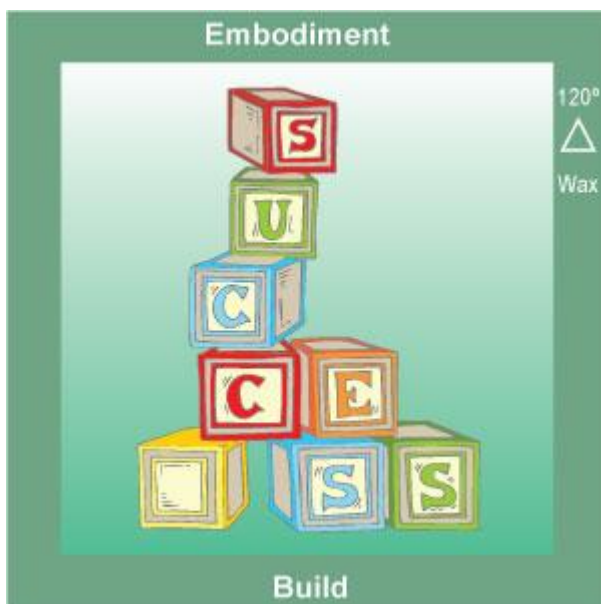 Embodiment
120°
Wax
S
U
C
C E
S S
Build